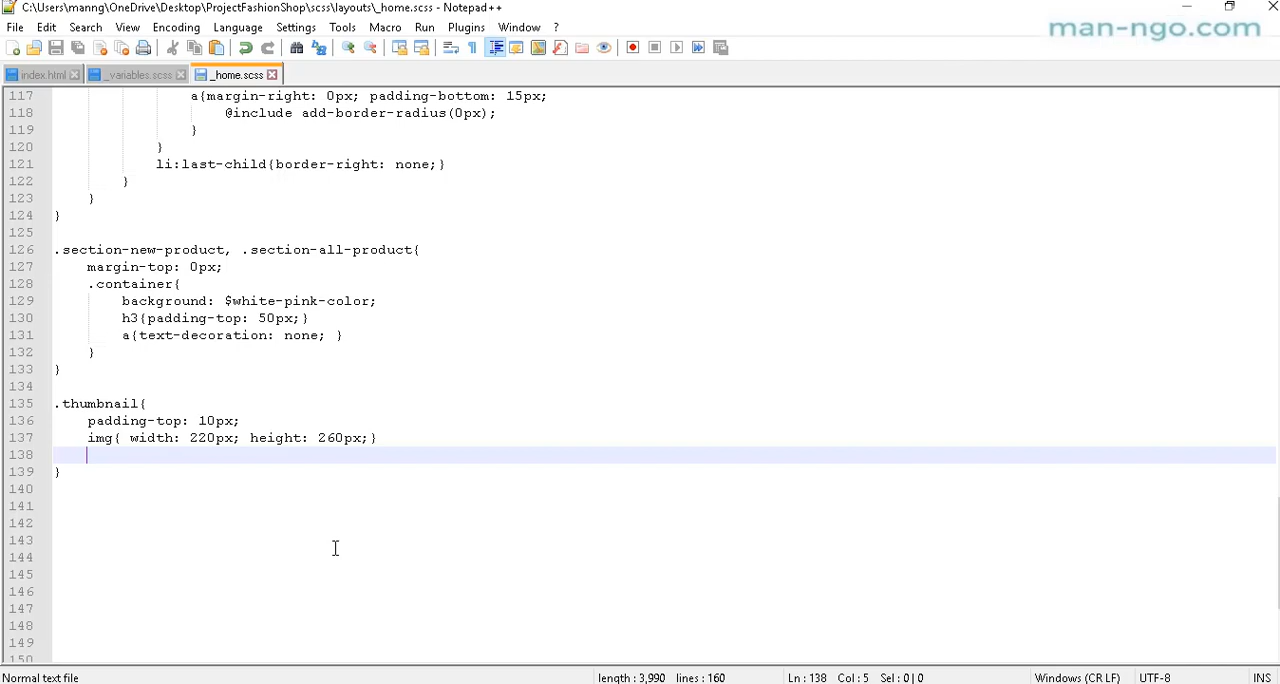 C:\Users\manng\OneDrive\Desktop\ProjectFashionShop\scss\layouts\_home.scss - Notepad++
File Edit Search View Encoding Language Settings Tools Macro Run Plugins Window ?
man-ngo.com
index.html _variables.scss _home.scss
117 a{margin-right: 0px; padding-bottom: 15px;
118 @include add-border-radius(0px);
119 }
120 }
121 li:last-child{border-right: none;}
122 }
123 }
124 }
125
126 .section-new-product, .section-all-product{
127 margin-top: 0px;
128 .container{
129 background: $white-pink-color;
130 h3{padding-top: 50px;}
131 a{text-decoration: none; }
132 }
133 }
134
135 .thumbnail{
136 padding-top: 10px;
137 img{ width: 220px; height: 260px;}
138
139 }
140
141
142
143
144
145
146
147
148
149
150
Normal text file length : 3,990 lines : 160 Ln : 138 Col : 5 Sel : 0 | 0 Windows (CR LF) UTF-8 INS